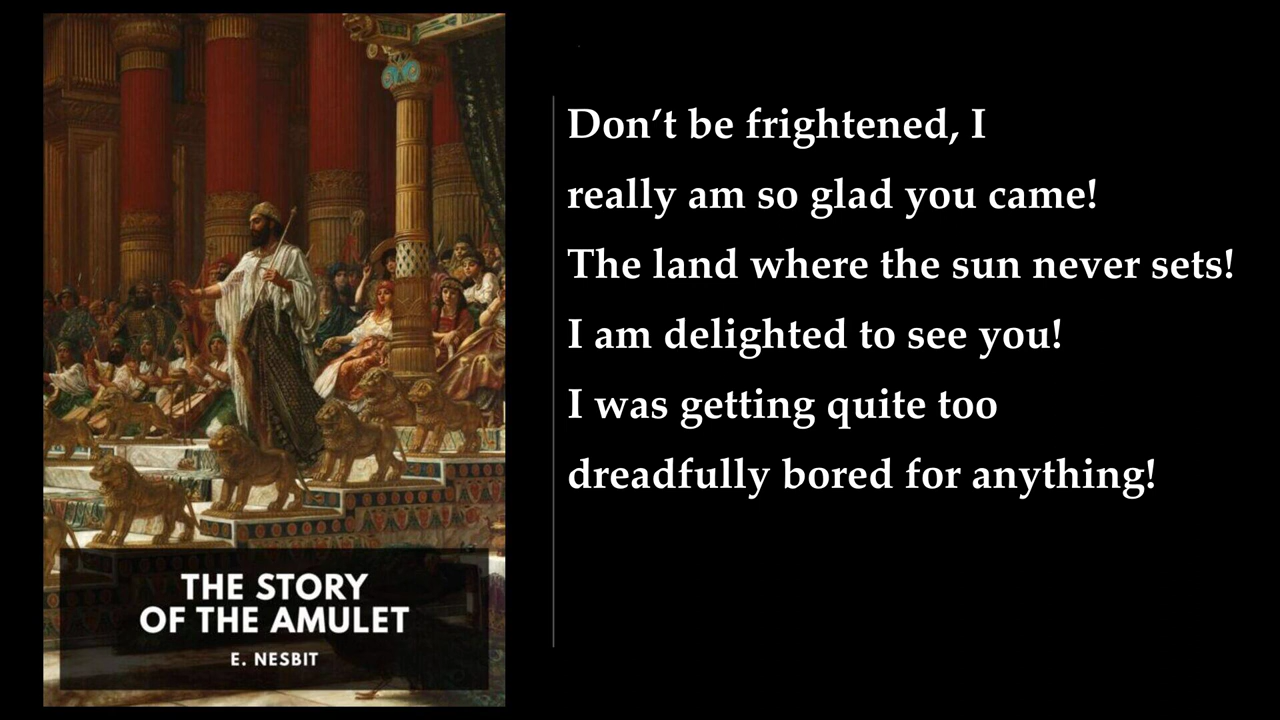 THE STORY
OF THE AMULET
E. NESBIT
Don’t be frightened, I
really am so glad you came!
The land where the sun never sets!
I am delighted to see you!
I was getting quite too
dreadfully bored for anything!